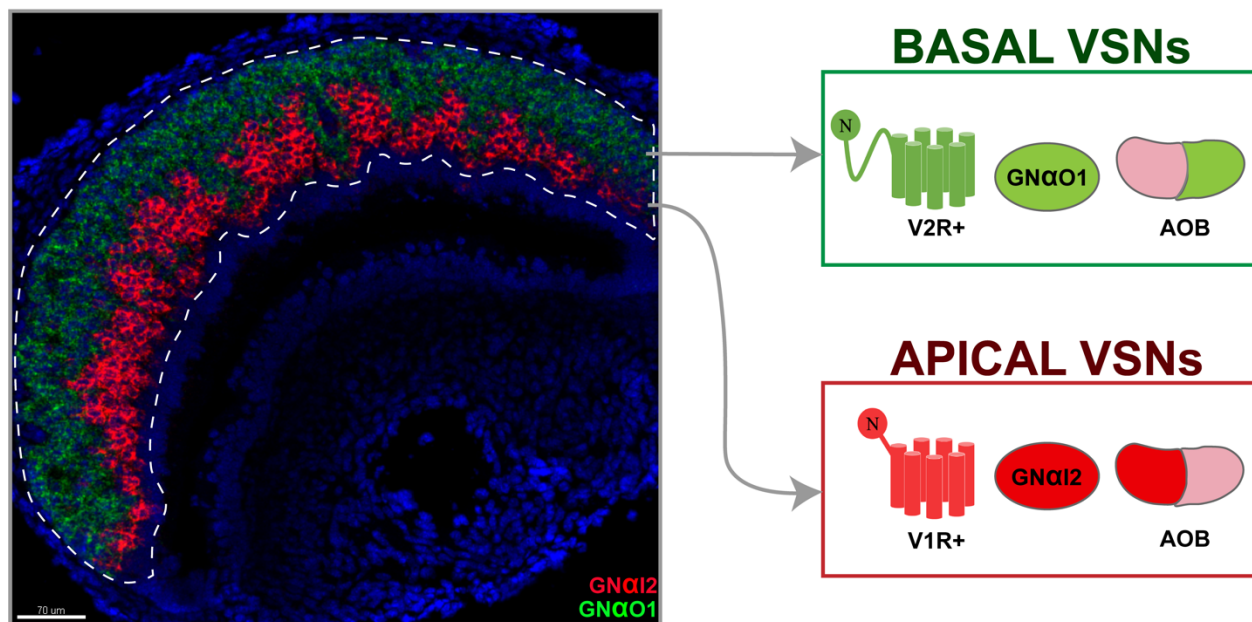 BASAL VSNs
N
GNαO1
V2R+
AOB
APICAL VSNs
N
GNαI2
V1R+
AOB
GNαI2
GNαO1
70 um